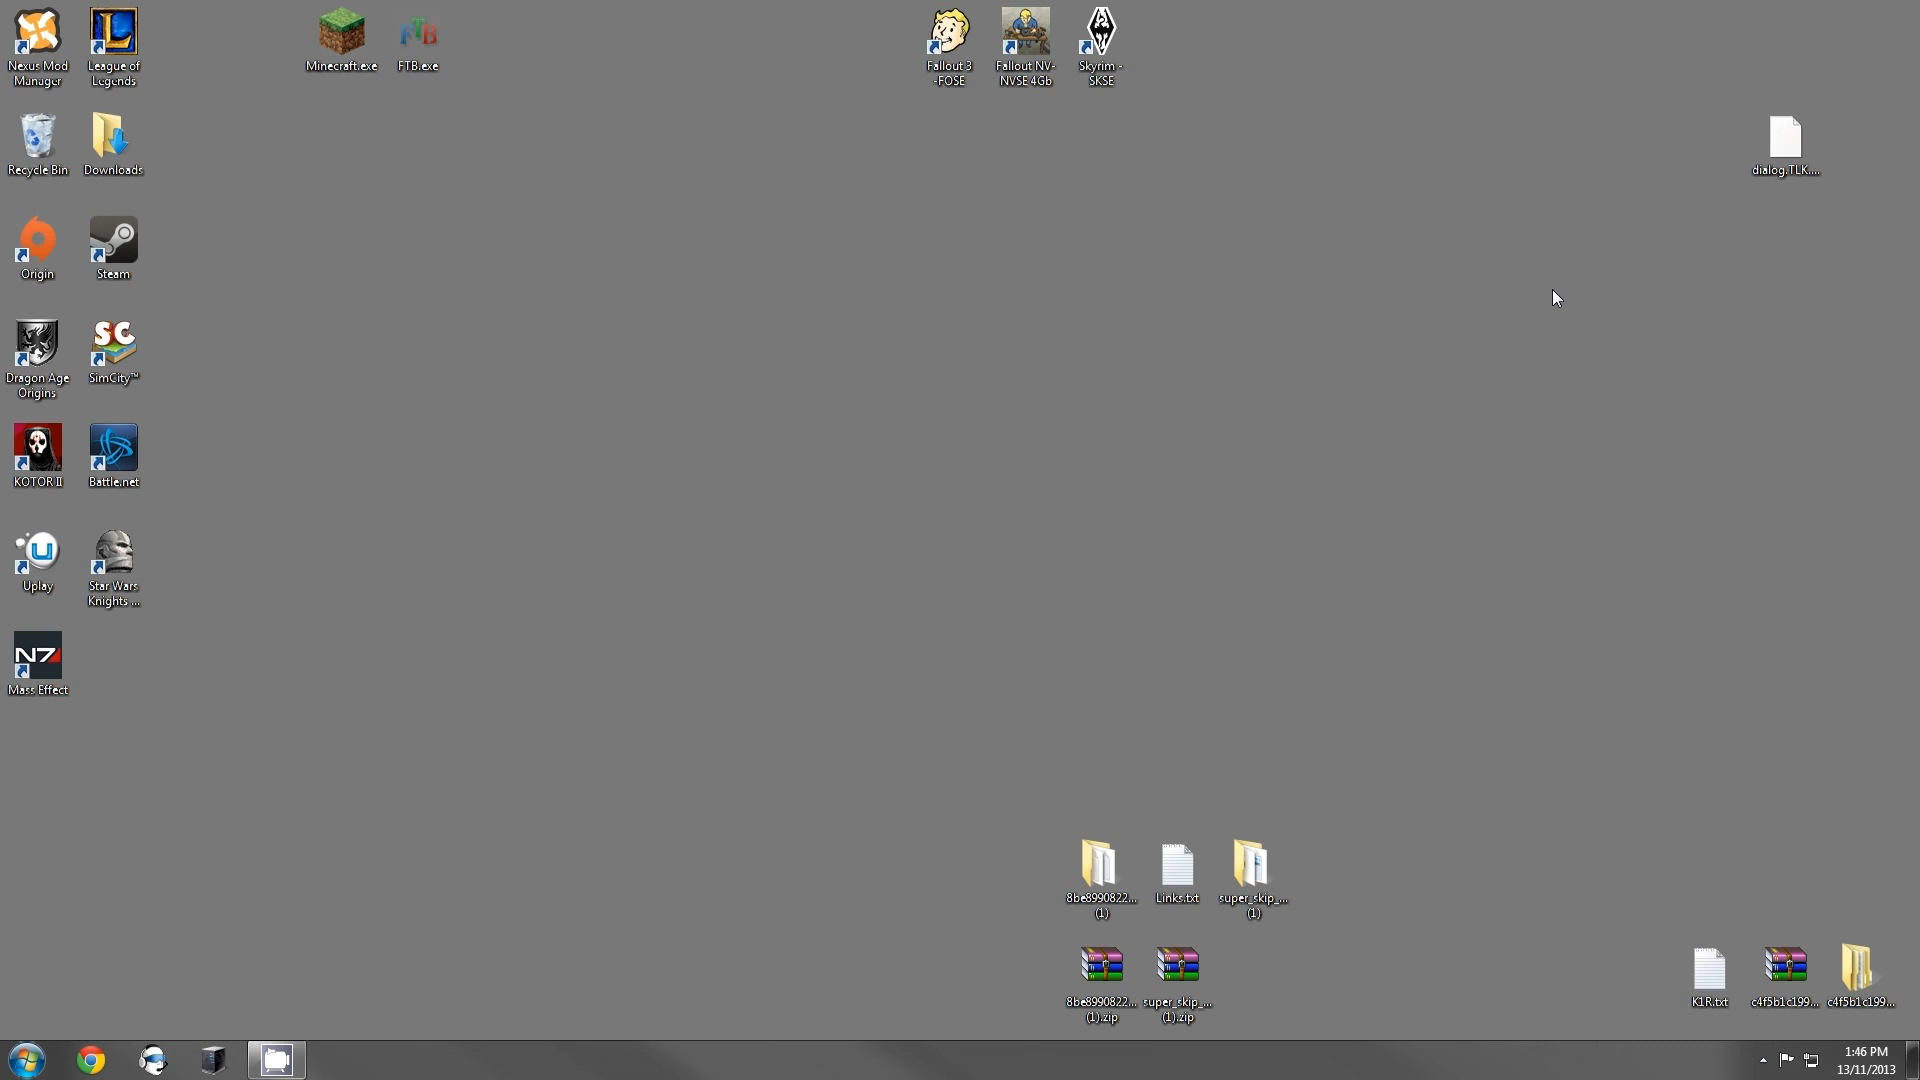 Nexus Mod
Manager
League of
Legends
Minecraft.exe
FTB.exe
Fallout 3
-FOSE
Fallout NV-
NVSE 4Gb
Skyrim -
SKSE
Recycle Bin
Downloads
dialog.TLK....
Origin
Steam
Dragon Age
Origins
SC
SimCity™
KOTOR II
Battle.net
Uplay
Star Wars
Knights ...
N7
Mass Effect
8be8990822...
(1)
Links.txt
super_skip_...
(1)
8be8990822...
(1).zip
super_skip_...
(1).zip
K1R.txt
c4f5b1c199...
c4f5b1c199...
1:46 PM
13/11/2013